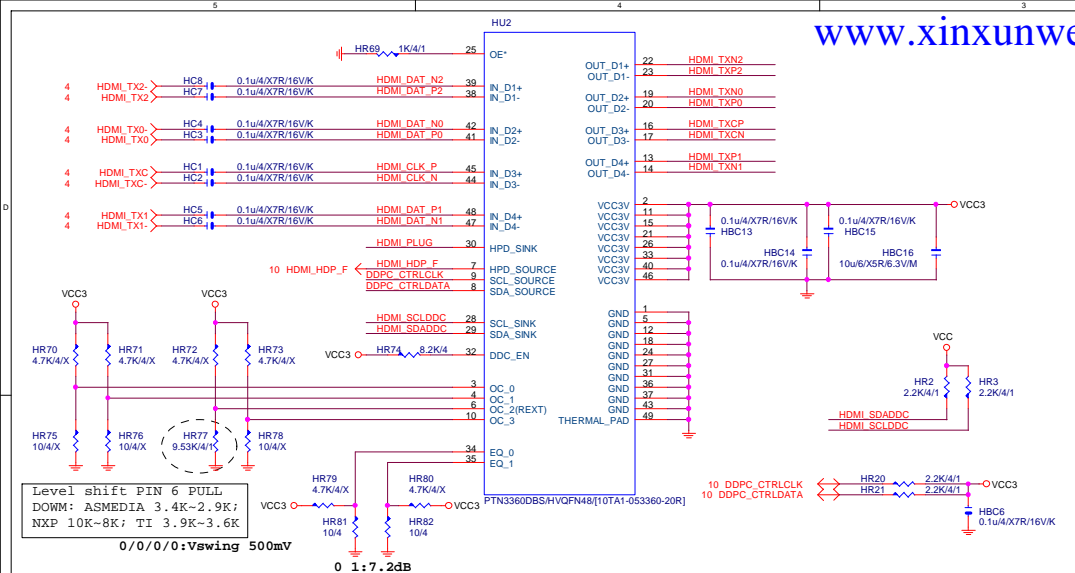 5
4
3
D
www.xinxunwe
HU2
HR69
1K/4/1
25
OE*
4
HDMI_TX2-
HC8
0.1u/4/X7R/16V/K
HDMI_DAT_N2
39
IN_D1+
4
HDMI_TX2
HC7
0.1u/4/X7R/16V/K
HDMI_DAT_P2
38
IN_D1-
4
HDMI_TX0-
HC4
0.1u/4/X7R/16V/K
HDMI_DAT_N0
42
IN_D2+
4
HDMI_TX0
HC3
0.1u/4/X7R/16V/K
HDMI_DAT_P0
41
IN_D2-
4
HDMI_TXC
HC1
0.1u/4/X7R/16V/K
HDMI_CLK_P
45
IN_D3+
4
HDMI_TXC-
HC2
0.1u/4/X7R/16V/K
HDMI_CLK_N
44
IN_D3-
4
HDMI_TX1
HC5
0.1u/4/X7R/16V/K
HDMI_DAT_P1
48
IN_D4+
4
HDMI_TX1-
HC6
0.1u/4/X7R/16V/K
HDMI_DAT_N1
47
IN_D4-
HDMI_PLUG
30
HPD_SINK
10 HDMI_HDP_F
HDMI_HDP_F
7
HPD_SOURCE
DDPC_CTRLCLK
9
SCL_SOURCE
DDPC_CTRLDATA
8
SDA_SOURCE
HDMI_SCLDDC
28
SCL_SINK
HDMI_SDADDC
29
SDA_SINK
VCC3
HR74
8.2K/4
32
DDC_EN
3
OC_0
4
OC_1
6
OC_2(REXT)
10
OC_3
34
EQ_0
35
EQ_1
OUT_D1+
22
HDMI_TXN2
OUT_D1-
23
HDMI_TXP2
OUT_D2+
19
HDMI_TXN0
OUT_D2-
20
HDMI_TXP0
OUT_D3+
16
HDMI_TXCP
OUT_D3-
17
HDMI_TXCN
OUT_D4+
13
HDMI_TXP1
OUT_D4-
14
HDMI_TXN1
VCC3V
2
VCC3V
11
VCC3V
15
VCC3V
21
VCC3V
26
VCC3V
33
VCC3V
40
VCC3V
46
VCC3
0.1u/4/X7R/16V/K
HBC13
HBC14
0.1u/4/X7R/16V/K
0.1u/4/X7R/16V/K
HBC15
HBC16
10u/6/X5R/6.3V/M
GND
1
GND
5
GND
12
GND
18
GND
24
GND
27
GND
31
GND
36
GND
37
GND
43
THERMAL_PAD
49
PTN3360DBS/HVQFN48/[10TA1-053360-20R]
VCC3
VCC3
HR70
4.7K/4/X
HR71
4.7K/4/X
HR72
4.7K/4/X
HR73
4.7K/4/X
HR75
10/4/X
HR76
10/4/X
HR77
9.53K/4/1
HR78
10/4/X
HR79
4.7K/4/X
HR80
4.7K/4/X
VCC3
VCC3
HR81
10/4
HR82
10/4
Level shift PIN 6 PULL
DOWM: ASMEDIA 3.4K~2.9K;
NXP 10K~8K; TI 3.9K~3.6K
0/0/0/0:Vswing 500mV
0 1:7.2dB
VCC
HR2
2.2K/4/1
HR3
2.2K/4/1
HDMI_SDADDC
HDMI_SCLDDC
10 DDPC_CTRLCLK
HR20
2.2K/4/1
VCC3
10 DDPC_CTRLDATA
HR21
2.2K/4/1
HBC6
0.1u/4/X7R/16V/K